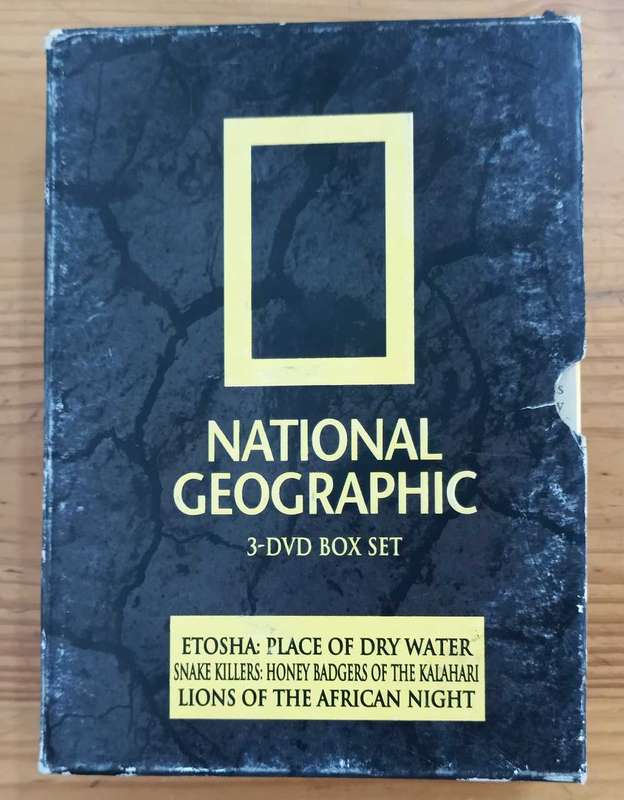 NATIONAL
GEOGRAPHIC
3-DVD BOX SET
ETOSHA: PLACE OF DRY WATER
SNAKE KILLERS: HONEY BADGERS OF THE KALAHARI
LIONS OF THE AFRICAN NIGHT